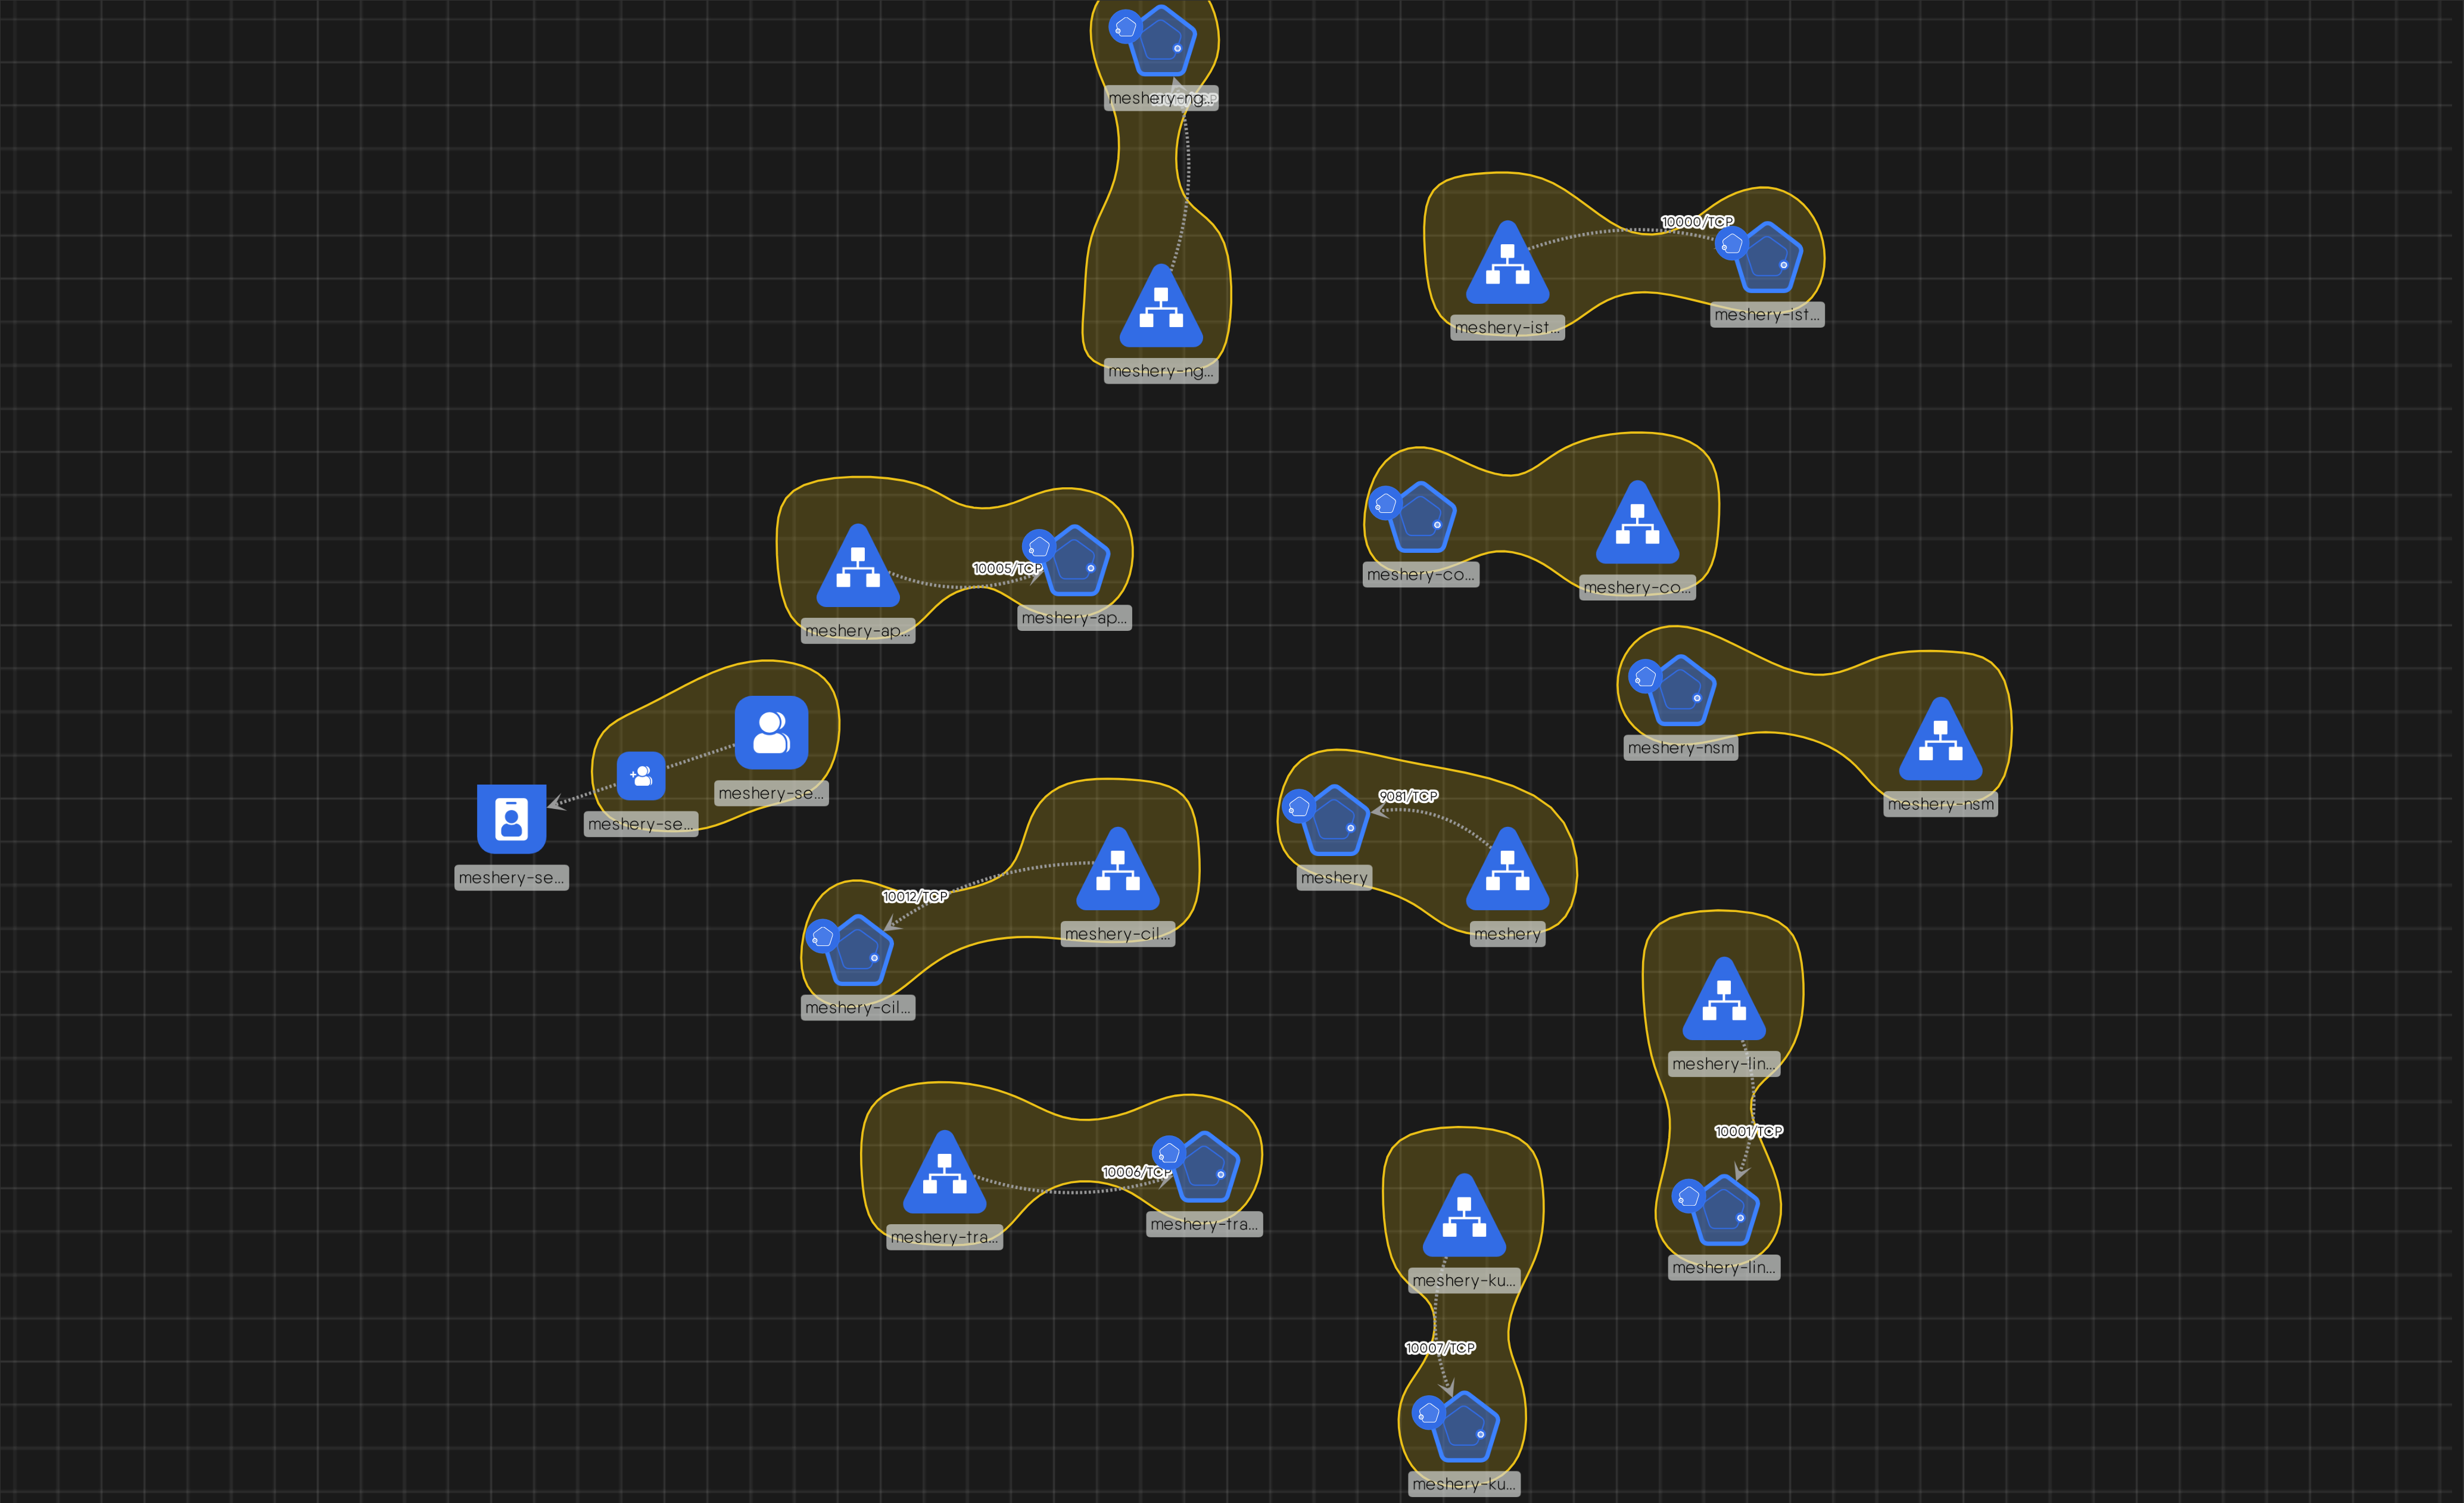 meshery-ng...
meshery-ng...
10000/TCP
meshery-ist...
meshery-ist...
meshery-co...
meshery-co...
10005/TCP
meshery-ap...
meshery-ap...
meshery-nsm
meshery-nsm
meshery-se...
meshery-se...
meshery-se...
9081/TCP
meshery
meshery
10012/TCP
meshery-cil...
meshery-cil...
meshery-lin...
10001/TCP
meshery-lin...
10006/TCP
meshery-tra...
meshery-tra...
meshery-ku...
10007/TCP
meshery-ku...